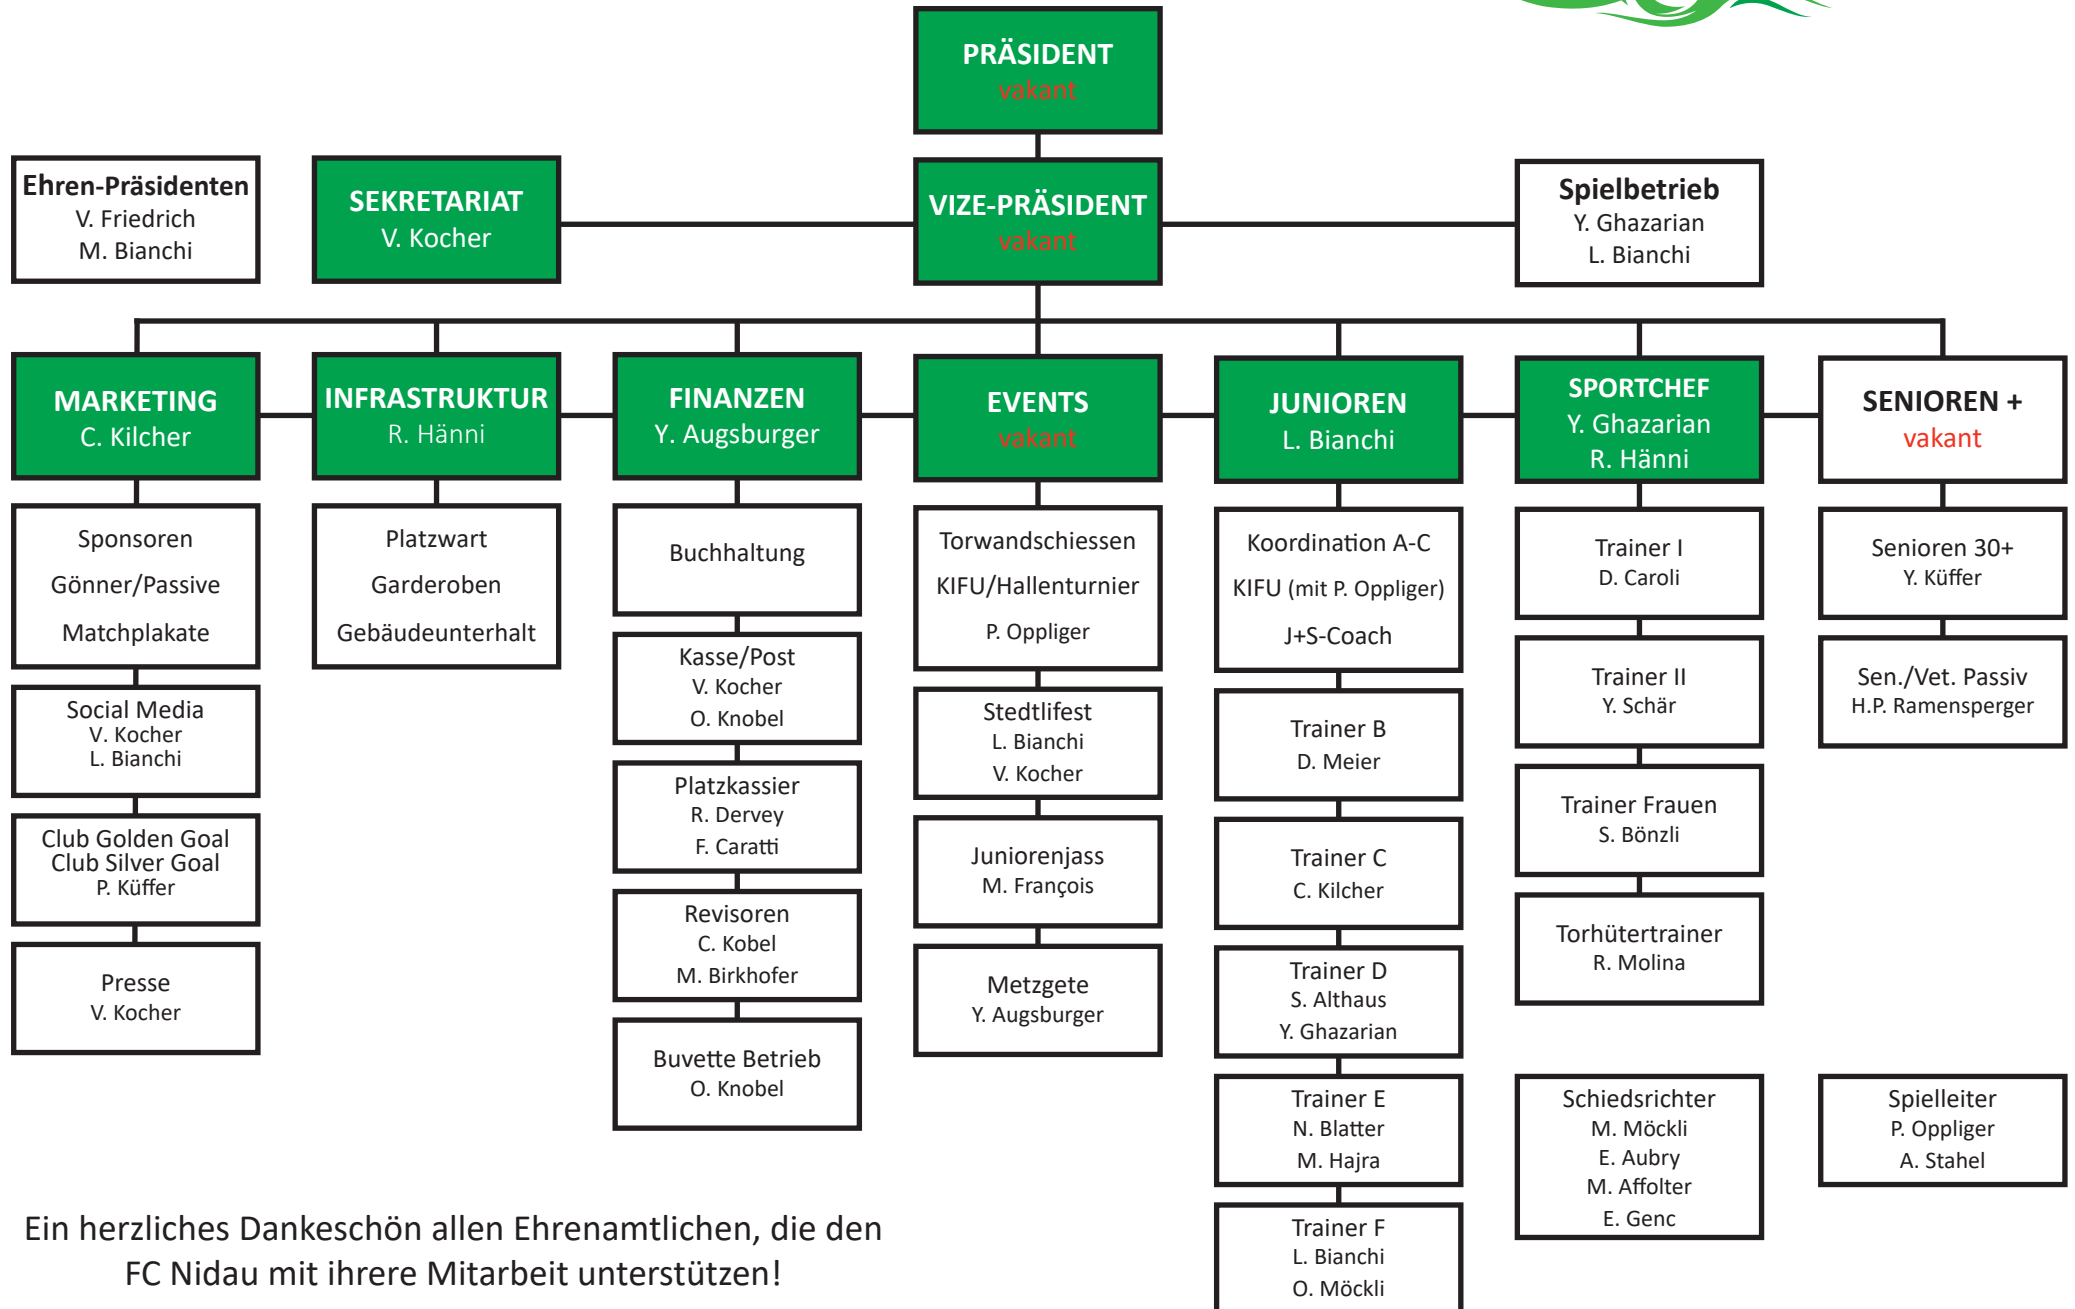 PRÄSIDENT
vakant
Ehren-Präsidenten
V. Friedrich
M. Bianchi
SEKRETARIAT
V. Kocher
VIZE-PRÄSIDENT
vakant
Spielbetrieb
Y. Ghazarian
L. Bianchi
MARKETING
C. Kilcher
INFRASTRUKTUR
R. Hänni
FINANZEN
Y. Augsburger
EVENTS
vakant
JUNIOREN
L. Bianchi
SPORTCHEF
Y. Ghazarian
R. Hänni
SENIOREN +
vakant
Sponsoren
Gönner/Passive
Matchplakate
Social Media
V. Kocher
L. Bianchi
Club Golden Goal
Club Silver Goal
P. Küffer
Presse
V. Kocher
Platzwart
Garderoben
Gebäudeunterhalt
Buchhaltung
Kasse/Post
V. Kocher
O. Knobel
Platzkassier
R. Dervey
F. Caratti
Revisoren
C. Kobel
M. Birkhofer
Buvette Betrieb
O. Knobel
Torwandschiessen
KIFU/Hallenturnier
P. Oppliger
Stedtlifest
L. Bianchi
V. Kocher
Juniorenjass
M. François
Metzgete
Y. Augsburger
Koordination A-C
KIFU (mit P. Oppliger)
J+S-Coach
Trainer B
D. Meier
Trainer C
C. Kilcher
Trainer D
S. Althaus
Y. Ghazarian
Trainer E
N. Blatter
M. Hajra
Trainer F
L. Bianchi
O. Möckli
Trainer I
D. Caroli
Trainer II
Y. Schär
Trainer Frauen
S. Bönzli
Torhütertrainer
R. Molina
Schiedsrichter
M. Möckli
E. Aubry
M. Affolter
E. Genc
Senioren 30+
Y. Küffer
Sen./Vet. Passiv
H.P. Ramensperger
Spielleiter
P. Oppliger
A. Stahel
Ein herzliches Dankeschön allen Ehrenamtlichen, die den
FC Nidau mit ihrere Mitarbeit unterstützen!